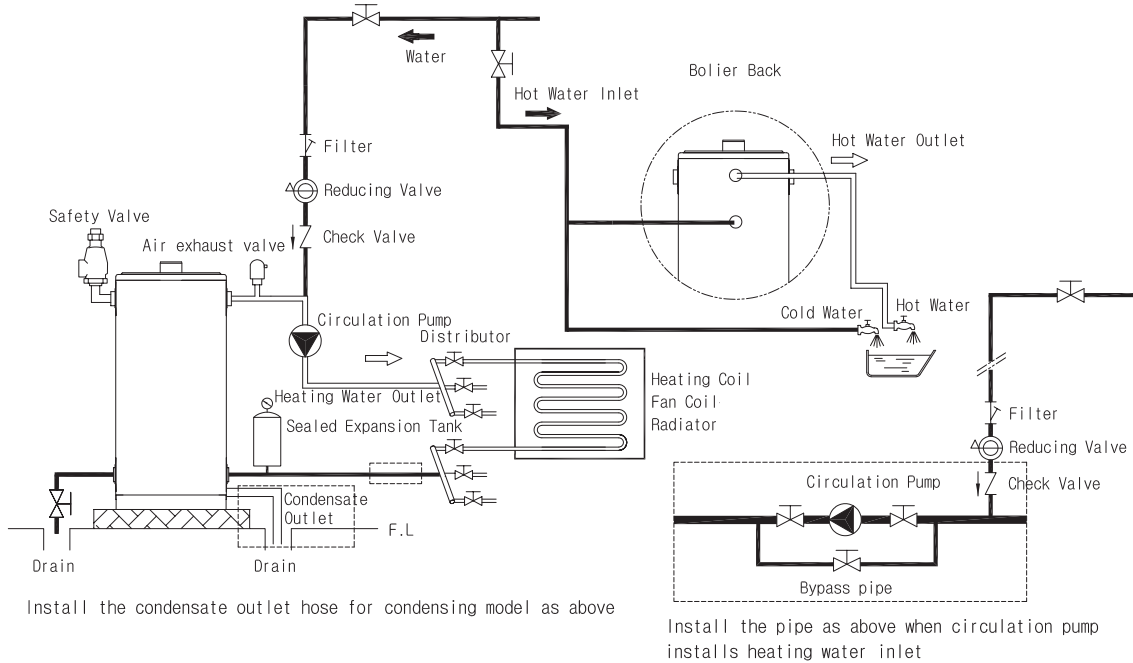 Water
Hot Water Inlet
Bolier Back
Hot Water Outlet
Filter
Reducing Valve
Check Valve
Safety Valve
Air exhaust valve
Circulation Pump
Distributor
Heating Water Outlet
Sealed Expansion Tank
Heating Coil
Fan Coil
Radiator
Cold Water
Hot Water
Condensate
Outlet
F.L
Drain
Drain
Install the condensate outlet hose for condensing model as above
Filter
Reducing Valve
Check Valve
Circulation Pump
Bypass pipe
Install the pipe as above when circulation pump
installs heating water inlet